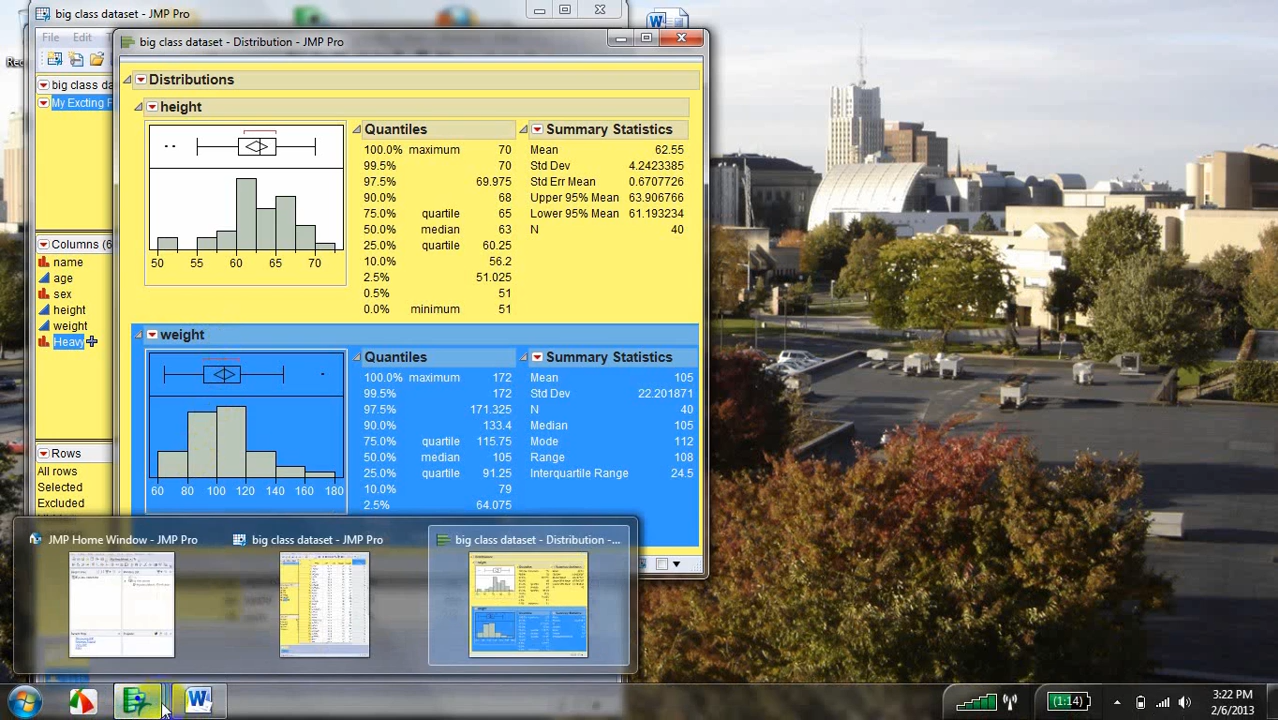 big class dataset - JMP Pro
File Edit
big class dataset - Distribution - JMP Pro
big class da
My Excting F
Columns (6
name
age
sex
height
weight
Heavy
Rows
All rows
Selected
Excluded
Distributions
height
50 55 60 65 70
Quantiles
100.0% maximum 70
99.5% 70
97.5% 69.975
90.0% 68
75.0% quartile 65
50.0% median 63
25.0% quartile 60.25
10.0% 56.2
2.5% 51.025
0.5% 51
0.0% minimum 51
Summary Statistics
Mean 62.55
Std Dev 4.2423385
Std Err Mean 0.6707726
Upper 95% Mean 63.906766
Lower 95% Mean 61.193234
N 40
weight
60 80 100 120 140 160 180
Quantiles
100.0% maximum 172
99.5% 172
97.5% 171.325
90.0% 133.4
75.0% quartile 115.75
50.0% median 105
25.0% quartile 91.25
10.0% 79
2.5% 64.075
Summary Statistics
Mean 105
Std Dev 22.201871
N 40
Median 105
Mode 112
Range 108
Interquartile Range 24.5
JMP Home Window - JMP Pro
big class dataset - JMP Pro
big class dataset - Distribution -...
(1:14)
3:22 PM
2/6/2013